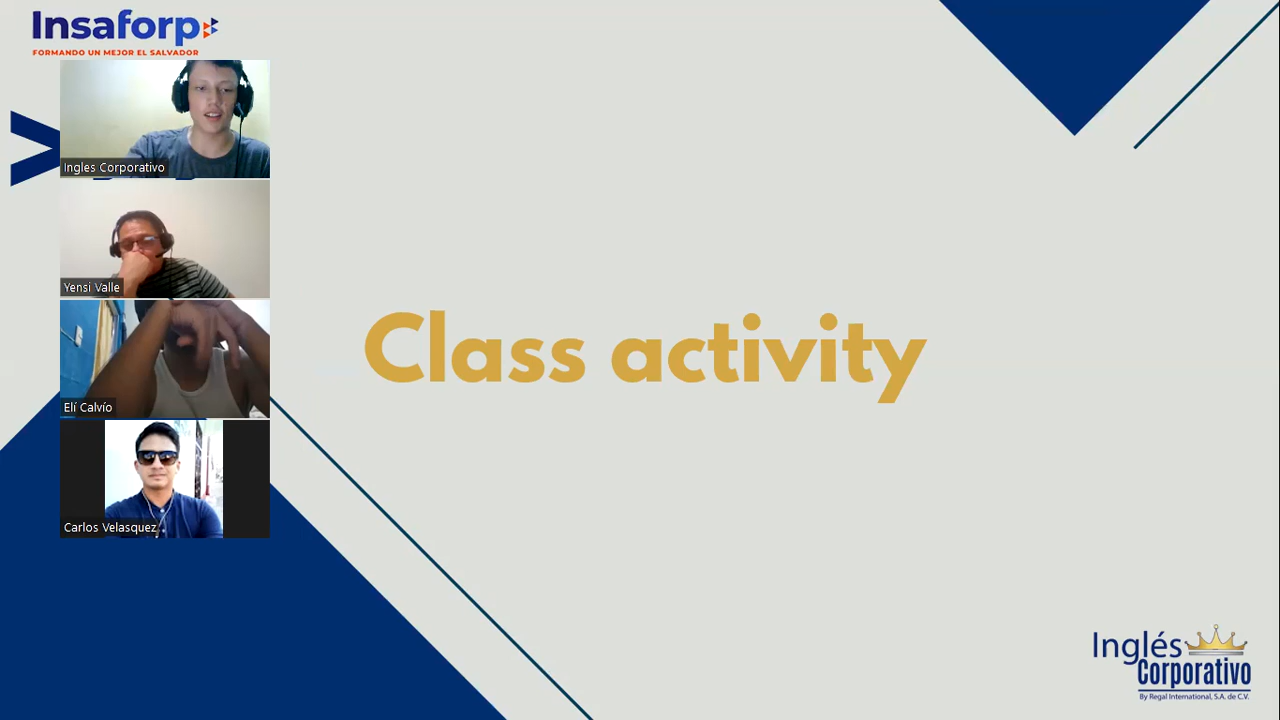 Insaforp
FORMANDO UN MEJOR EL SALVADOR
Ingles Corporativo
Yensi Valle
Elí Calvío
Carlos Velasquez
Class activity
Inglés
Corporativo
By Regal International, S.A. de C.V.